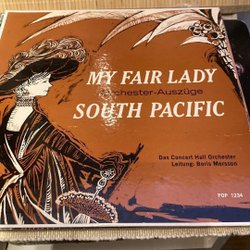 MY FAIR LADY
Orchester-Auszüge
SOUTH PACIFIC
Das Concert Hall Orchester
Leitung: Boris Mersson
POP 1234